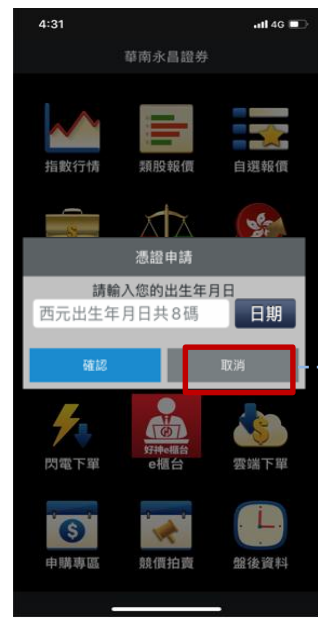 4:31
4G
華南永昌證券
指數行情
類股報價
自選報價
憑證申請
請輸入您的出生年月日
西元出生年月日共8碼
日期
確認
取消
好神e櫃台
閃電下單
e櫃台
雲端下單
申購專區
競價拍賣
盤後資料